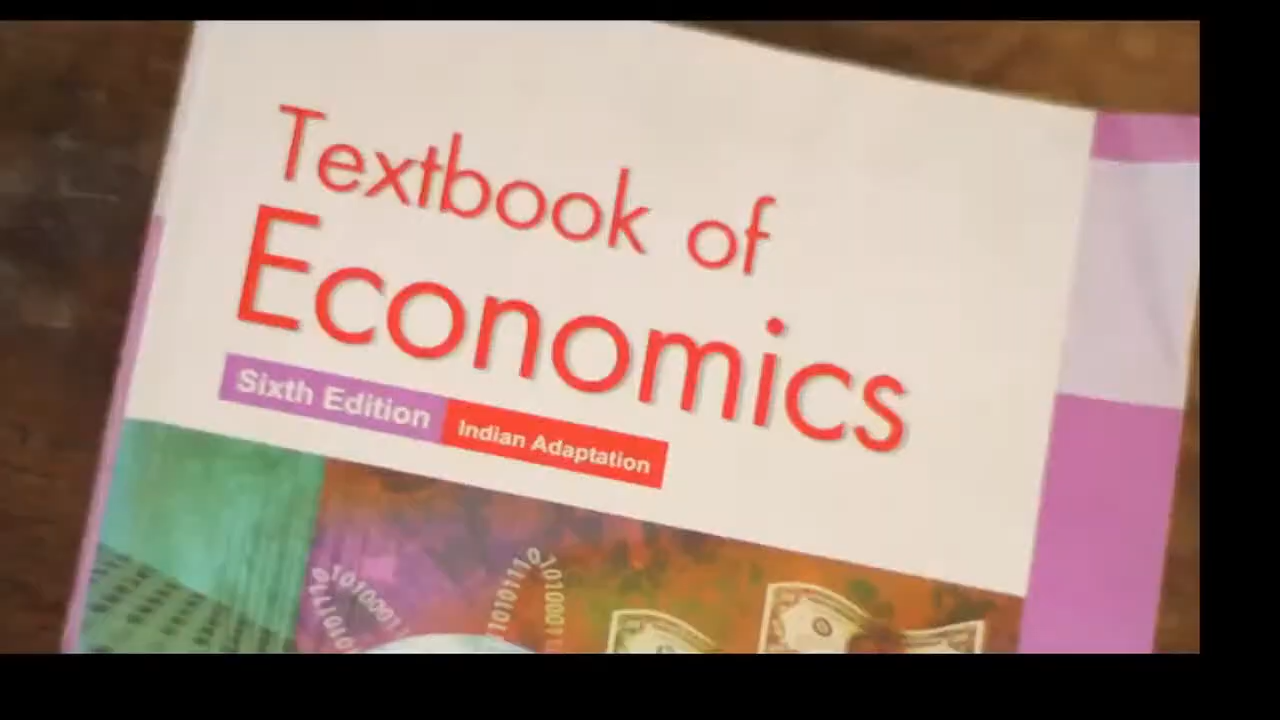 Textbook of
Economics
Sixth Edition
Indian Adaptation